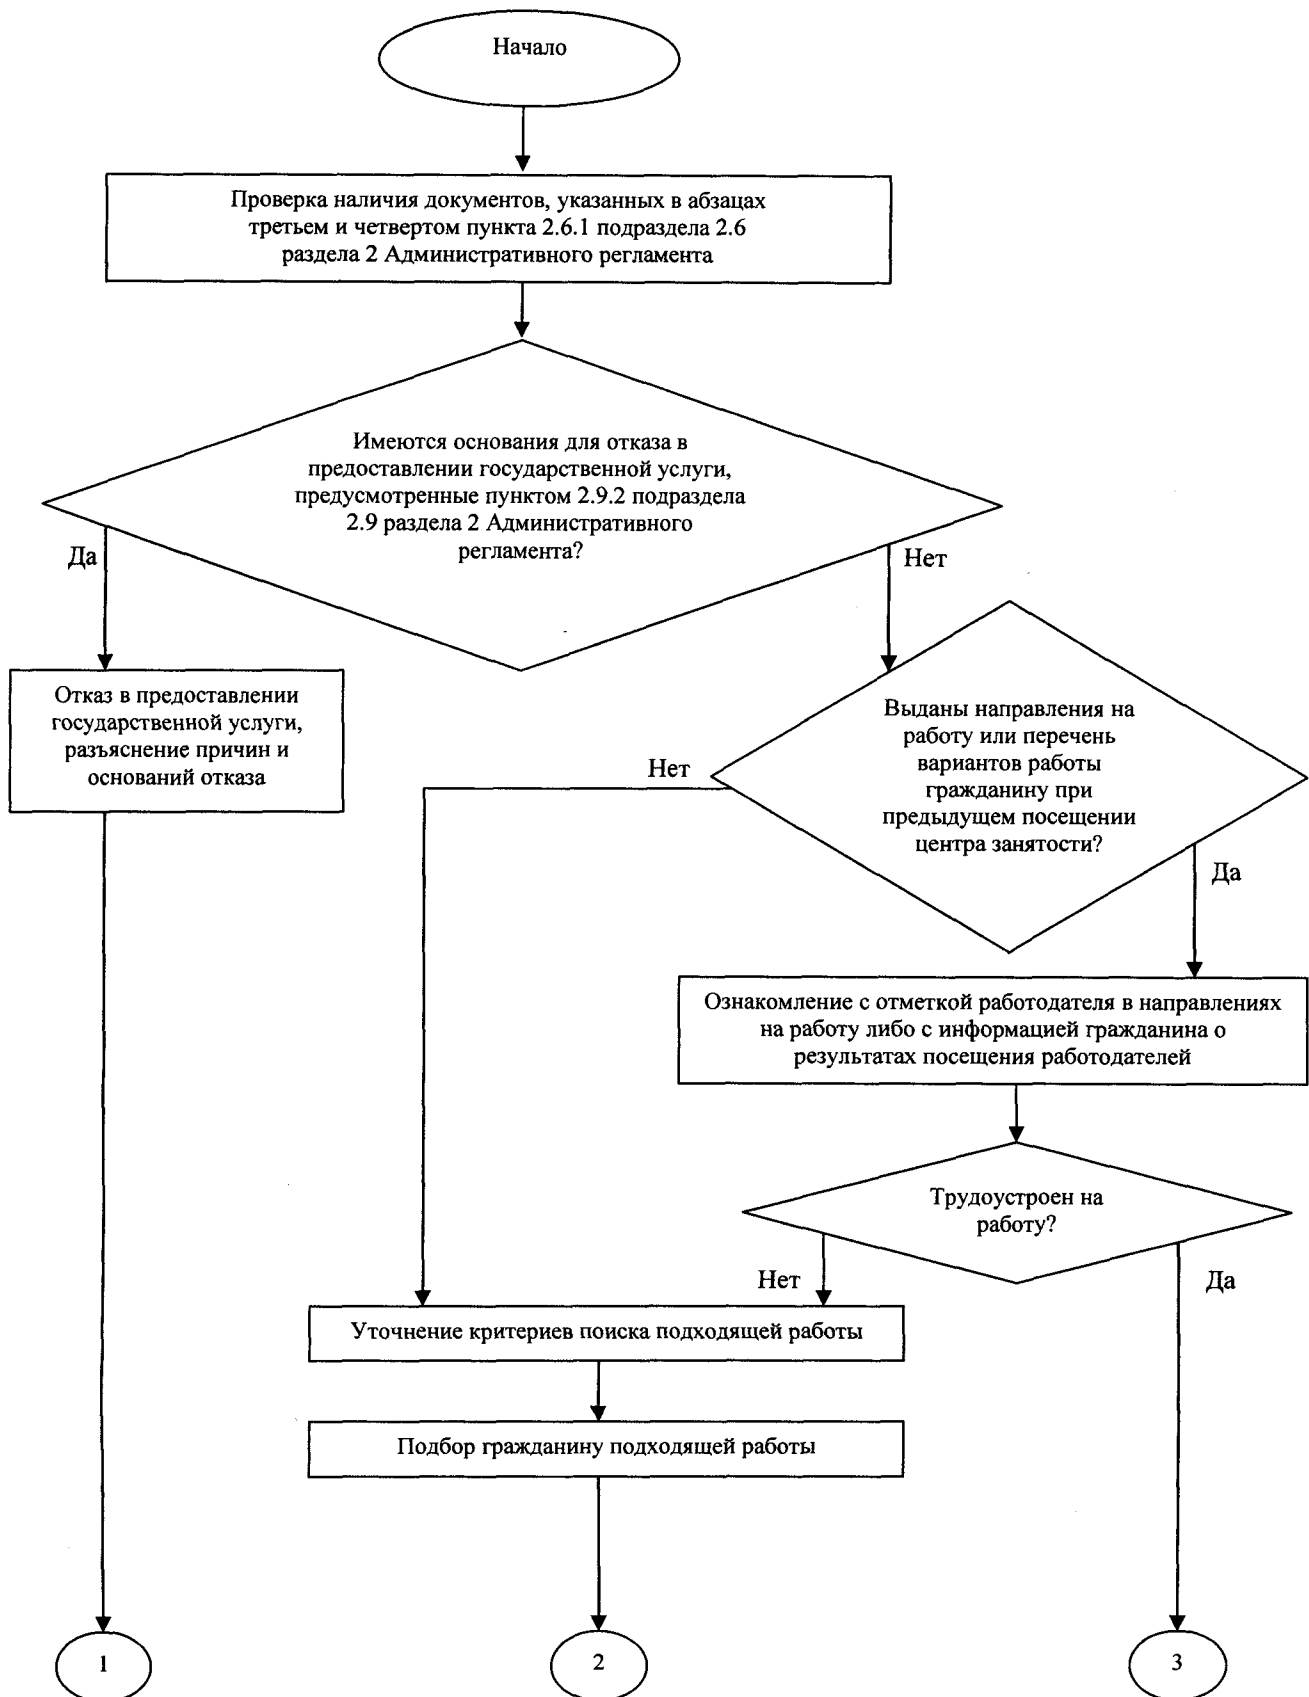 Начало
Проверка наличия документов, указанных в абзацах
третьем и четвертом пункта 2.6.1 подраздела 2.6
раздела 2 Административного регламента
Имеются основания для отказа в
предоставлении государственной услуги,
предусмотренные пунктом 2.9.2 подраздела
2.9 раздела 2 Административного
регламента?
Да
Нет
Отказ в предоставлении
государственной услуги,
разъяснение причин и
оснований отказа
Выданы направления на
работу или перечень
вариантов работы
гражданину при
предыдущем посещении
центра занятости?
Нет
Да
Ознакомление с отметкой работодателя в направлениях
на работу либо с информацией гражданина о
результатах посещения работодателей
Трудоустроен на
работу?
Нет
Да
Уточнение критериев поиска подходящей работы
Подбор гражданину подходящей работы
1
2
3